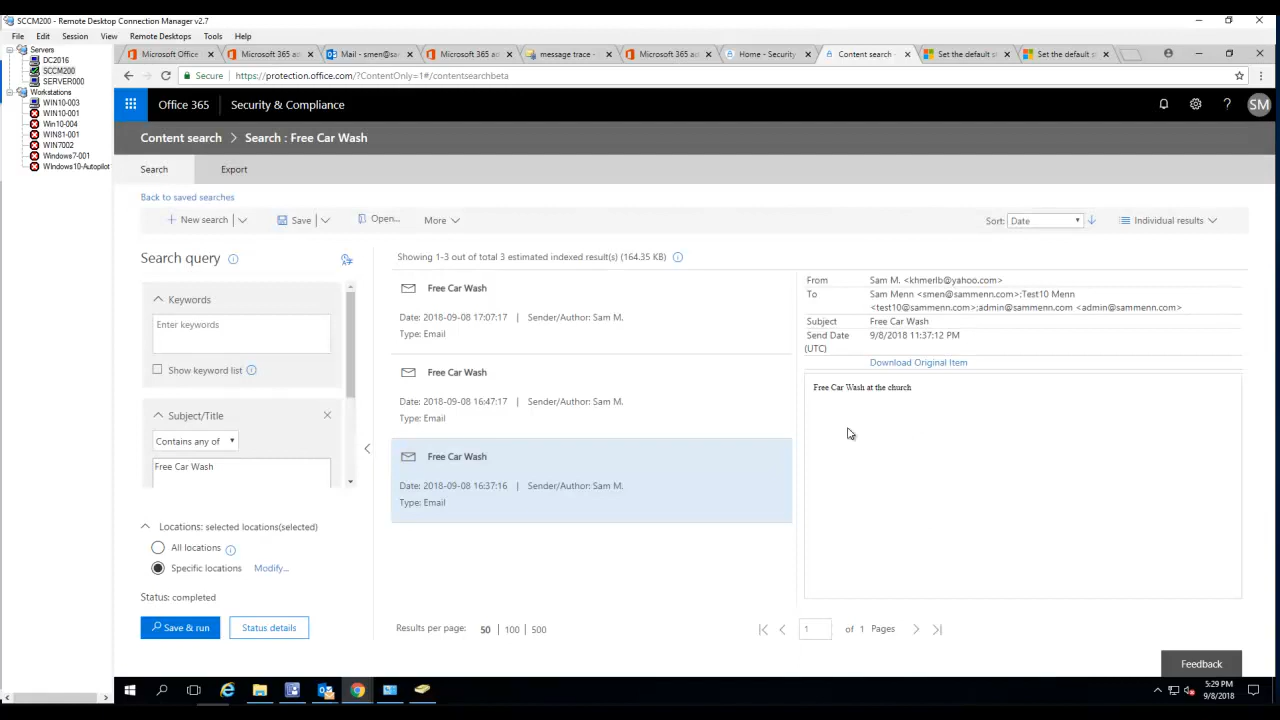 SCCM200 - Remote Desktop Connection Manager v2.7
File Edit Session View Remote Desktops Tools Help
Servers
DC2016
SCCM200
SERVER000
Workstations
WIN10-003
WIN10-001
Win10-004
WIN81-001
WIN7002
Windows7-001
Windows10-Autopilot
Microsoft Office
Microsoft 365 a
Mail - smen@sa
Microsoft 365 a
message trace -
Microsoft 365 a
Home - Security
Content search -
Set the default s
Set the default s
Secure https://protection.office.com/?ContentOnly=1#/contentsearchbeta
Office 365 Security & Compliance SM
Content search > Search : Free Car Wash
Search Export
Back to saved searches
New search Save Open... More Sort: Date Individual results
Search query
Keywords
Enter keywords
Show keyword list
Subject/Title
Contains any of
Free Car Wash
Locations: selected locations(selected)
All locations
Specific locations Modify...
Status: completed
Save & run Status details
Showing 1-3 out of total 3 estimated indexed result(s) (164.35 KB)
Free Car Wash
Date: 2018-09-08 17:07:17 | Sender/Author: Sam M.
Type: Email
Free Car Wash
Date: 2018-09-08 16:47:17 | Sender/Author: Sam M.
Type: Email
Free Car Wash
Date: 2018-09-08 16:37:16 | Sender/Author: Sam M.
Type: Email
Results per page: 50 | 100 | 500
1 of 1 Pages
From Sam M. <khmerlb@yahoo.com>
To Sam Menn <smen@sammenn.com>;Test10 Menn
<test10@sammenn.com>;admin@sammenn.com <admin@sammenn.com>
Subject Free Car Wash
Send Date 9/8/2018 11:37:12 PM
(UTC)
Download Original Item
Free Car Wash at the church
Feedback
5:29 PM
9/8/2018